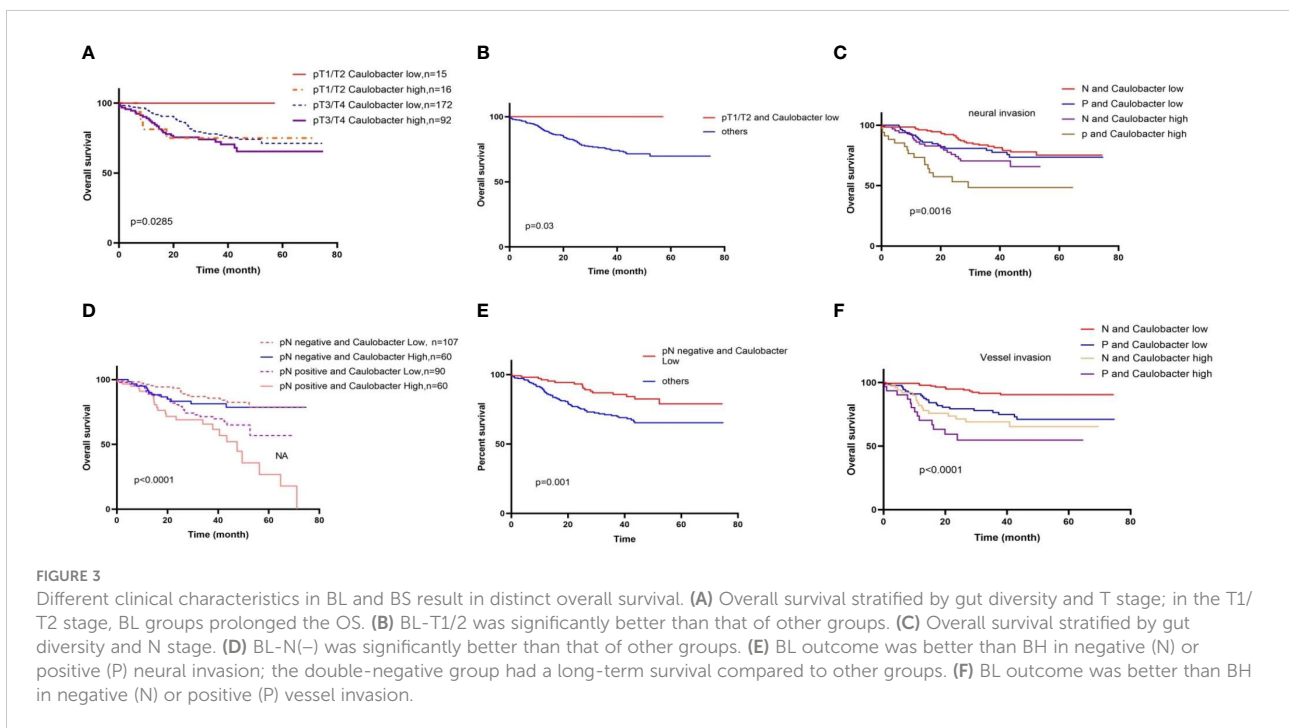 A
pT1/T2 Caulobacter low,n=15
pT1/T2 Caulobacter high,n=16
pT3/T4 Caulobacter low,n=172
pT3/T4 Caulobacter high,n=92
Overall survival
100
50
0
p=0.0285
0 20 40 60 80
Time (month)
B
pT1/T2 and Caulobacter low
others
Overall survival
100
50
0
p=0.03
0 20 40 60 80
Time (month)
C
N and Caulobacter low
P and Caulobacter low
N and Caulobacter high
p and Caulobacter high
neural invasion
Overall survival
100
50
0
p=0.0016
0 20 40 60 80
Time (month)
D
pN negative and Caulobacter Low, n=107
pN negative and Caulobacter High,n=60
pN positive and Caulobacter Low,n=90
pN positive and Caulobacter High,n=60
Overall survival
100
50
0
NA
p<0.0001
0 20 40 60 80
Time (month)
E
pN negative and Caulobacter
Low
others
Percent survival
100
50
0
p=0.001
0 20 40 60 80
Time
F
N and Caulobacter low
P and Caulobacter low
N and Caulobacter high
P and Caulobacter high
Vessel invasion
Overall survival
100
50
0
p<0.0001
0 20 40 60 80
Time (month)
FIGURE 3
Different clinical characteristics in BL and BS result in distinct overall survival. (A) Overall survival stratified by gut diversity and T stage; in the T1/
T2 stage, BL groups prolonged the OS. (B) BL-T1/2 was significantly better than that of other groups. (C) Overall survival stratified by gut
diversity and N stage. (D) BL-N(–) was significantly better than that of other groups. (E) BL outcome was better than BH in negative (N) or
positive (P) neural invasion; the double-negative group had a long-term survival compared to other groups. (F) BL outcome was better than BH
in negative (N) or positive (P) vessel invasion.